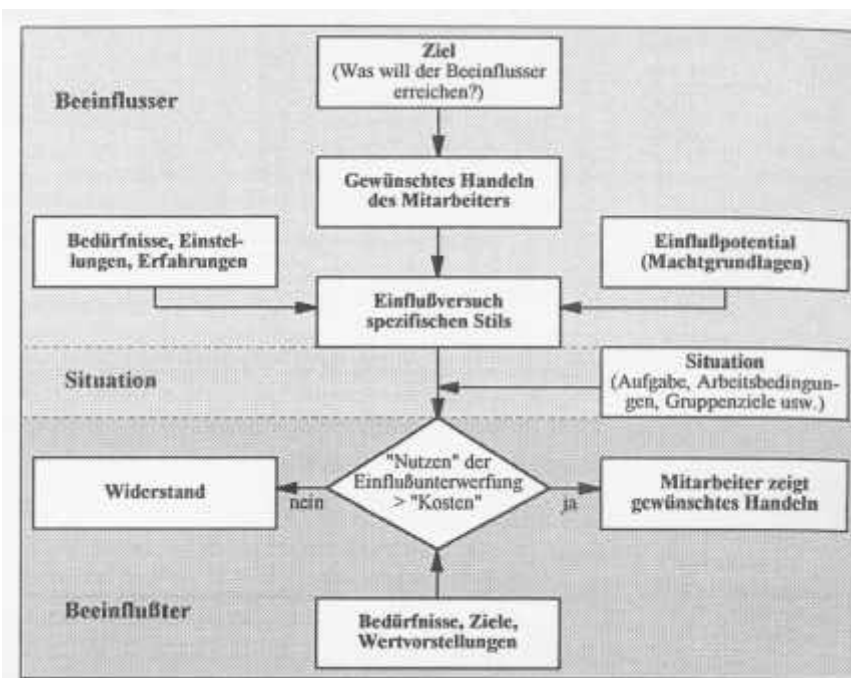 Ziel
(Was will der Beeinflusser
erreichen?)
Beeinflusser
Gewünschtes Handeln
des Mitarbeiters
Bedürfnisse, Einstel-
lungen, Erfahrungen
Einflußpotential
(Machtgrundlagen)
Einflußversuch
spezifischen Stils
Situation
Situation
(Aufgabe, Arbeitsbedingun-
gen, Gruppenziele usw.)
"Nutzen" der
Einflußunterwerfung
> "Kosten"
Widerstand
nein
ja
Mitarbeiter zeigt
gewünschtes Handeln
Beeinflußter
Bedürfnisse, Ziele,
Wertvorstellungen